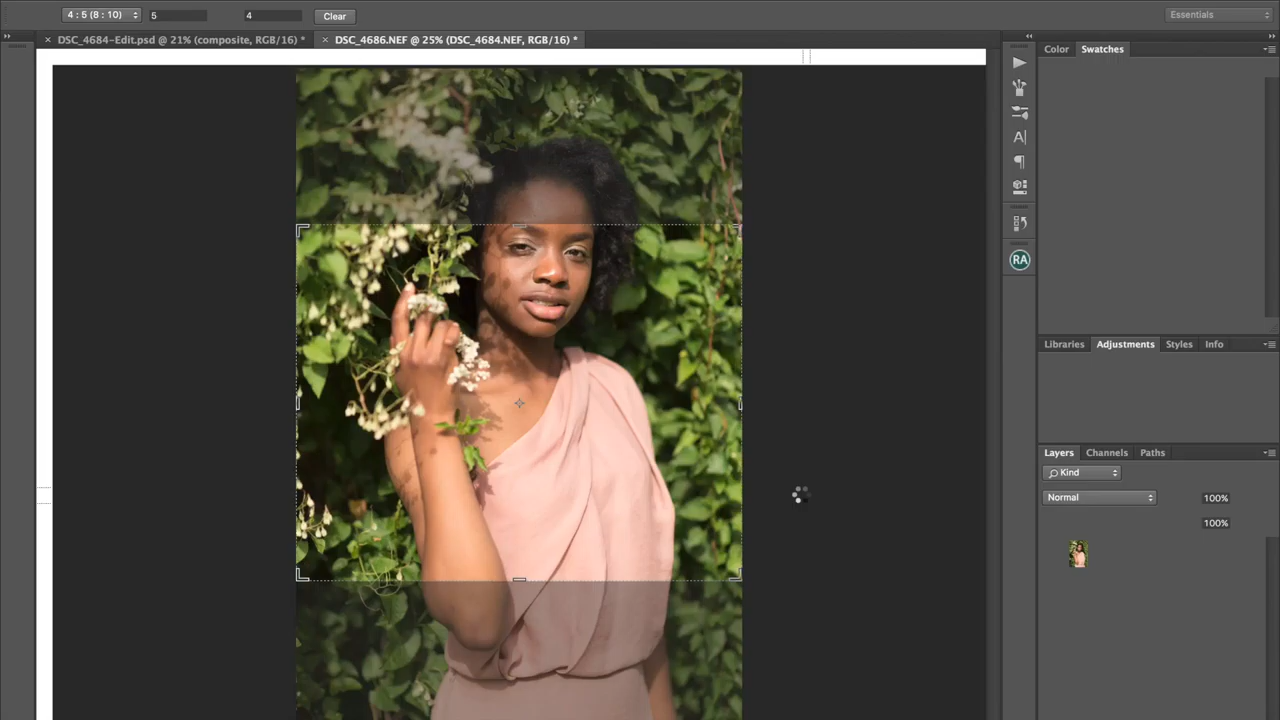 4 : 5 (8 : 10) 5 4 Clear Essentials
× DSC_4684-Edit.psd @ 21% (composite, RGB/16) * × DSC_4686.NEF @ 25% (DSC_4684.NEF, RGB/16) *
Color Swatches
A|
¶
RA
Libraries Adjustments Styles Info
Layers Channels Paths
Kind
Normal 100%
100%